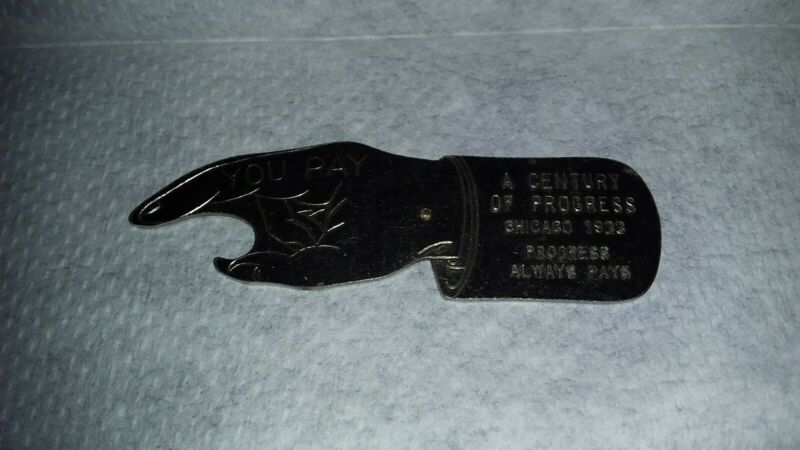 YOU PAY
A CENTURY
OF PROGRESS
CHICAGO 1933
PROGRESS
ALWAYS PAYS